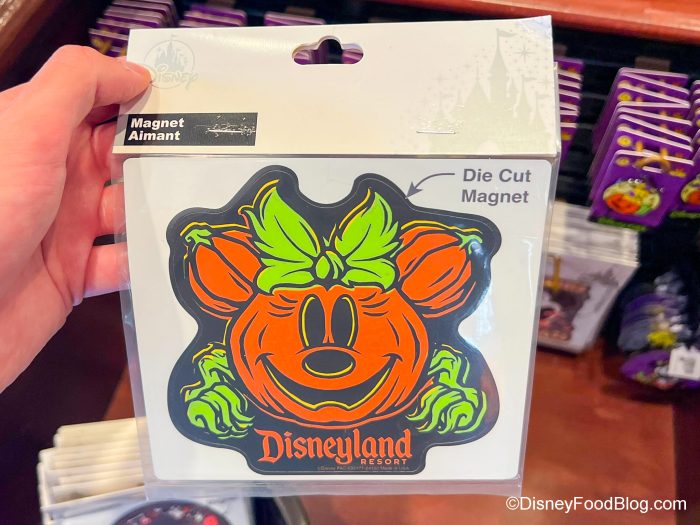 Disney
Magnet
Aimant
Die Cut
Magnet
Disneyland
RESORT
©DisneyFoodBlog.com